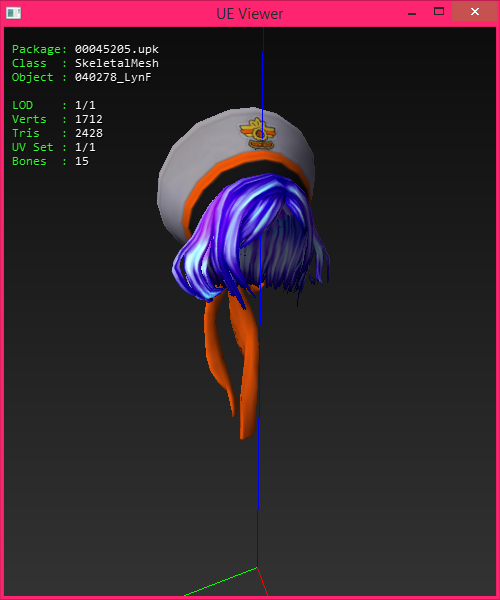 UE Viewer
Package: 00045205.upk
Class  : SkeletalMesh
Object : 040278_LynF
LOD    : 1/1
Verts  : 1712
Tris   : 2428
UV Set : 1/1
Bones  : 15